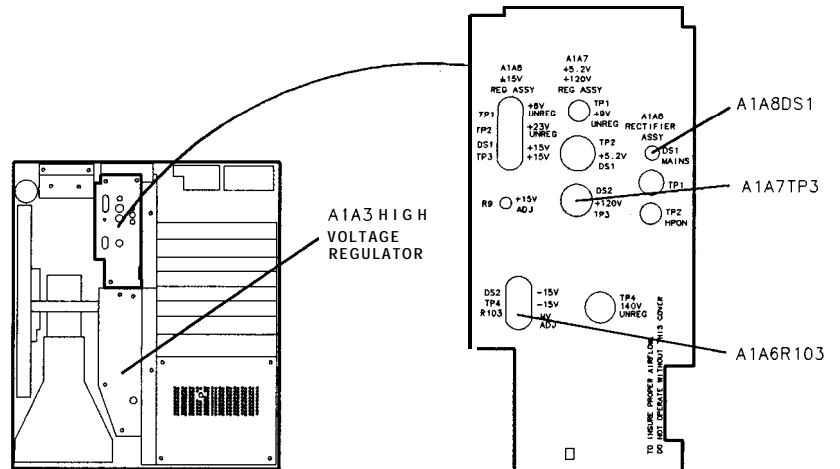 A1A3 HIGH
VOLTAGE
REGULATOR
A1A6
±15V
REG ASSY
TP1
+8V
UNREG
TP2
+23V
UNREG
DS1
+15V
TP3
+15V
A1A7
+5.2V
+120V
REG ASSY
TP1
+9V
UNREG
TP2
+5.2V
DS1
A1A8
RECTIFIER
ASSY
DS1
MAINS
TP1
TP2
HPON
R9
+15V
ADJ
DS2
+120V
TP3
DS2
-15V
TP4
-15V
R103
HV
ADJ
TP4
140V
UNREG
TO INSURE PROPER AIRFLOW,
DO NOT OPERATE WITHOUT THIS COVER
A1A8DS1
A1A7TP3
A1A6R103